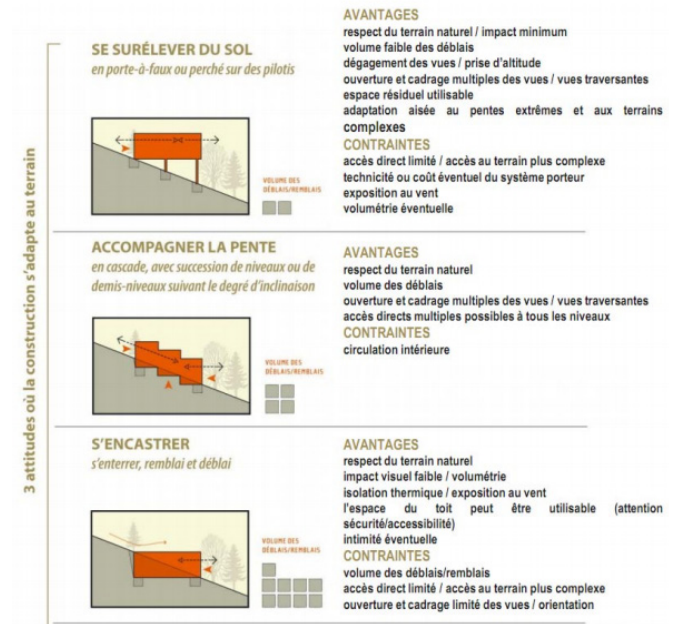 3 attitudes où la construction s'adapte au terrain
SE SURÉLEVER DU SOL
en porte-à-faux ou perché sur des pilotis
VOLUME DES
DÉBLAIS/REMBLAIS
AVANTAGES
respect du terrain naturel / impact minimum
volume faible des déblais
dégagement des vues / prise d'altitude
ouverture et cadrage multiples des vues / vues traversantes
espace résiduel utilisable
adaptation aisée au pentes extrêmes et aux terrains
complexes
CONTRAINTES
accès direct limité / accès au terrain plus complexe
technicité ou coût éventuel du système porteur
exposition au vent
volumétrie éventuelle
ACCOMPAGNER LA PENTE
en cascade, avec succession de niveaux ou de
demis-niveaux suivant le degré d'inclinaison
VOLUME DES
DÉBLAIS/REMBLAIS
AVANTAGES
respect du terrain naturel
volume des déblais
ouverture et cadrage multiples des vues / vues traversantes
accès directs multiples possibles à tous les niveaux
CONTRAINTES
circulation intérieure
S'ENCASTRER
s'enterrer, remblai et déblai
VOLUME DES
DÉBLAIS/REMBLAIS
AVANTAGES
respect du terrain naturel
impact visuel faible / volumétrie
isolation thermique / exposition au vent
l'espace du toit peut être utilisable (attention
sécurité/accessibilité)
intimité éventuelle
CONTRAINTES
volume des déblais/remblais
accès direct limité / accès au terrain plus complexe
ouverture et cadrage limité des vues / orientation